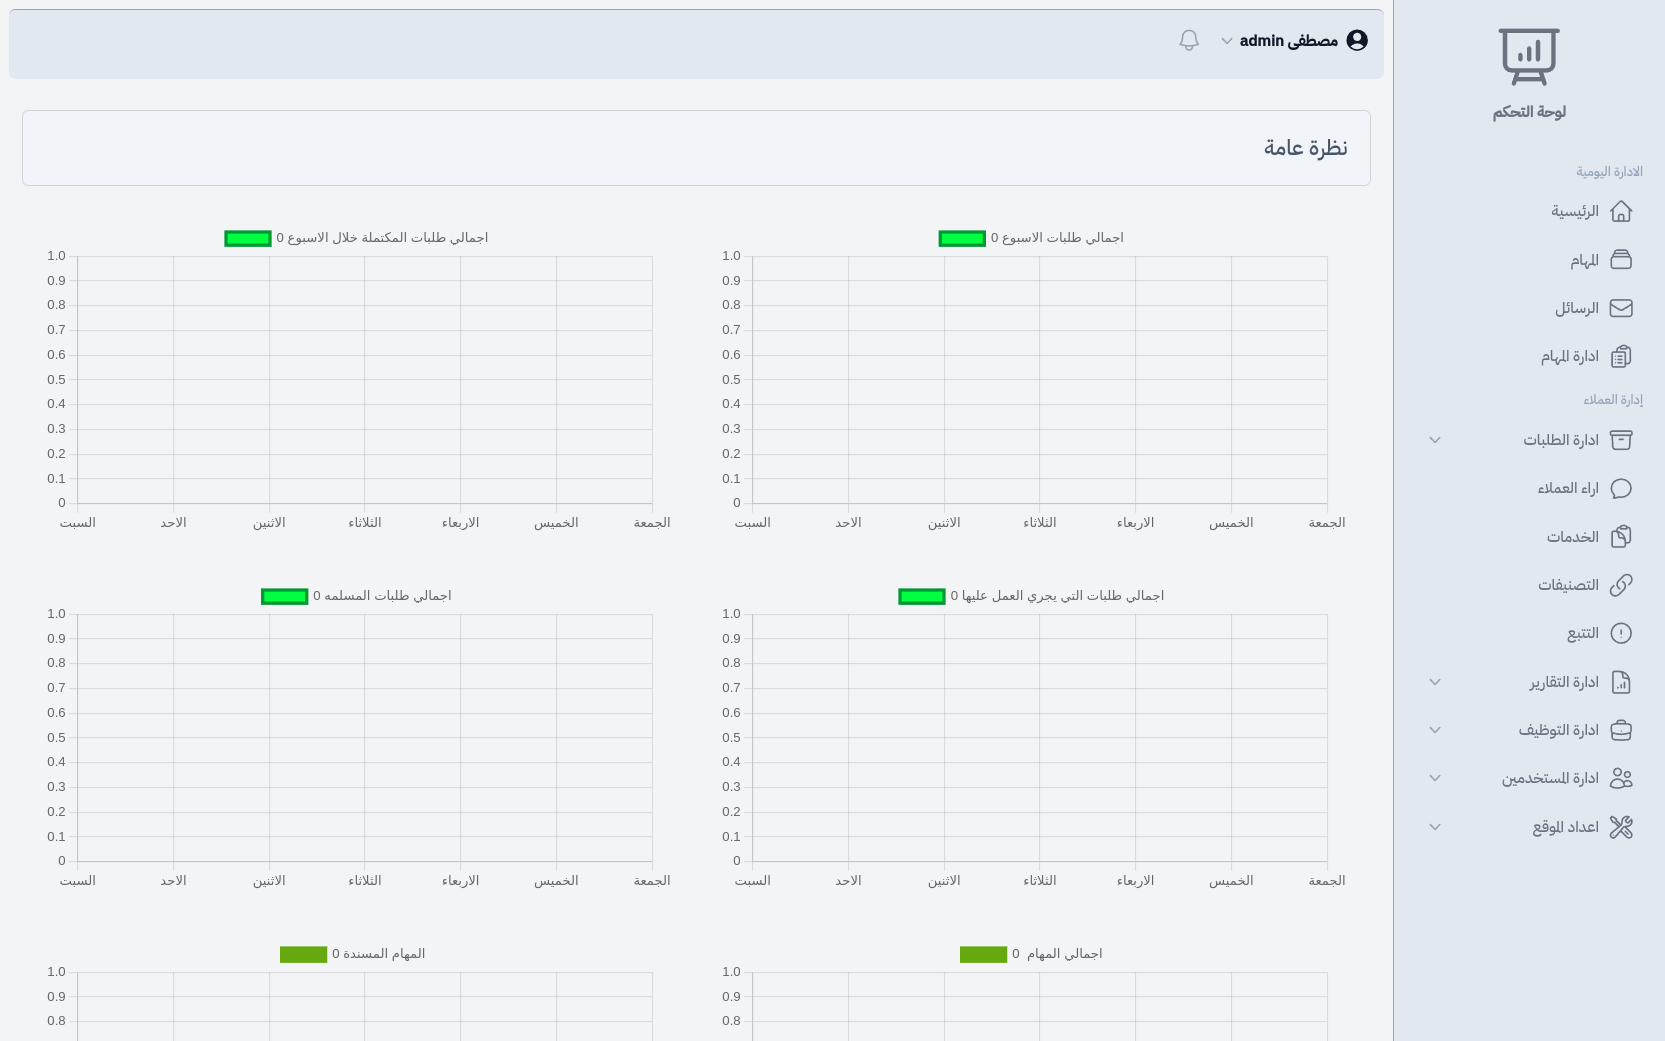 لوحة التحكم
الادارة اليومية
الرئيسية
المهام
الرسائل
ادارة المهام
إدارة العملاء
ادارة الطلبات
اراء العملاء
الخدمات
التصنيفات
التتبع
ادارة التقارير
ادارة التوظيف
ادارة المستخدمين
اعداد الموقع
مصطفى admin
نظرة عامة
اجمالي طلبات الاسبوع 0
1.0
0.9
0.8
0.7
0.6
0.5
0.4
0.3
0.2
0.1
0
السبت الاحد الاثنين الثلاثاء الاربعاء الخميس الجمعة
اجمالي طلبات المكتملة خلال الاسبوع 0
1.0
0.9
0.8
0.7
0.6
0.5
0.4
0.3
0.2
0.1
0
السبت الاحد الاثنين الثلاثاء الاربعاء الخميس الجمعة
اجمالي طلبات التي يجري العمل عليها 0
1.0
0.9
0.8
0.7
0.6
0.5
0.4
0.3
0.2
0.1
0
السبت الاحد الاثنين الثلاثاء الاربعاء الخميس الجمعة
اجمالي طلبات المسلمه 0
1.0
0.9
0.8
0.7
0.6
0.5
0.4
0.3
0.2
0.1
0
السبت الاحد الاثنين الثلاثاء الاربعاء الخميس الجمعة
اجمالي المهام 0
1.0
0.9
0.8
المهام المسندة 0
1.0
0.9
0.8